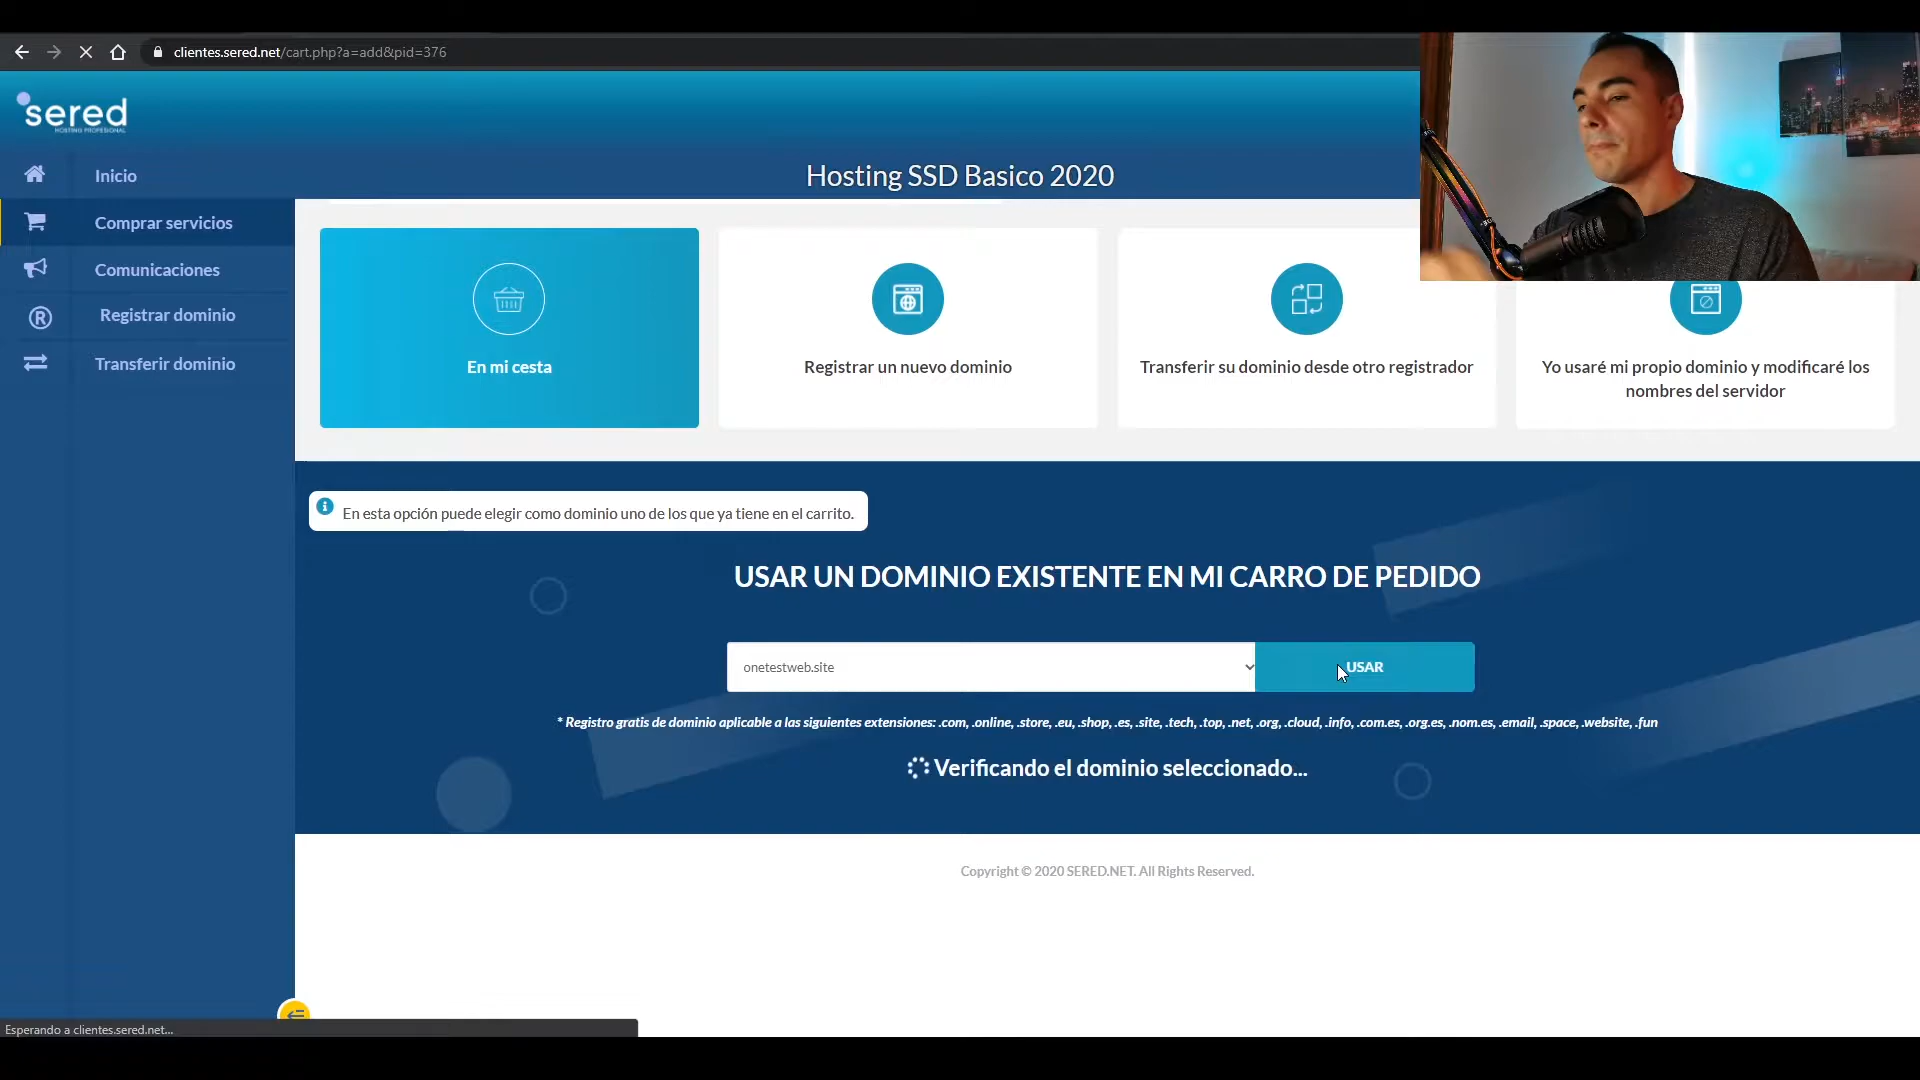 clientes.sered.net/cart.php?a=add&pid=376
sered
HOSTING PROFESIONAL
Hosting SSD Basico 2020
Inicio
Comprar servicios
Comunicaciones
Registrar dominio
Transferir dominio
En mi cesta
Registrar un nuevo dominio
Transferir su dominio desde otro registrador
Yo usaré mi propio dominio y modificaré los
nombres del servidor
En esta opción puede elegir como dominio uno de los que ya tiene en el carrito.
USAR UN DOMINIO EXISTENTE EN MI CARRO DE PEDIDO
onetestweb.site
USAR
* Registro gratis de dominio aplicable a las siguientes extensiones: .com, .online, .store, .eu, .shop, .es, .site, .tech, .top, .net, .org, .cloud, .info, .com.es, .org.es, .nom.es, .email, .space, .website, .fun
Verificando el dominio seleccionado...
Copyright © 2020 SERED.NET. All Rights Reserved.
Esperando a clientes.sered.net...